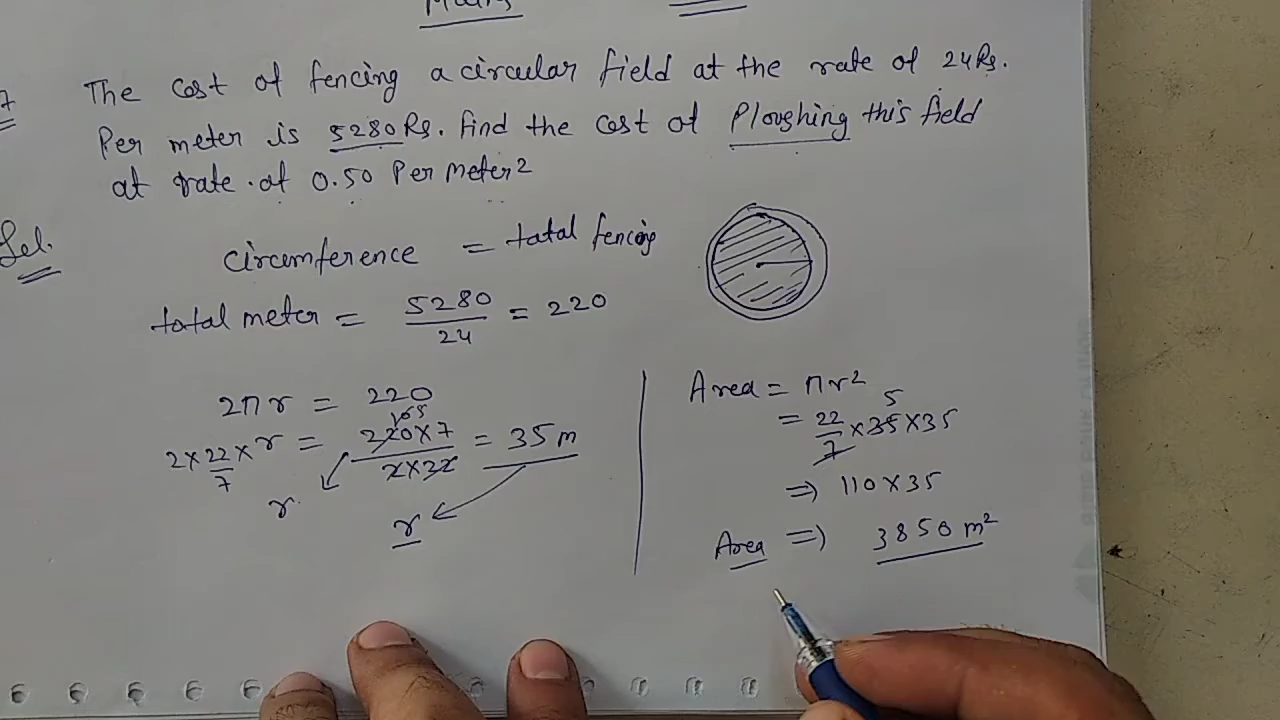 Maths
7 The cost of fencing a circular field at the rate of 24Rs.
Per meter is 5280Rs. Find the cost of Ploughing this field
at rate of 0.50 Per meter2
Sol.
circumference = total fencing
total meter = 5280/24 = 220
2πr = 220
2×22/7×r = 220×7/2×22 = 35m
r
r
Area = πr²
= 22/7 ×35×35
5
⇒ 110×35
Area ⇒ 3850 m²